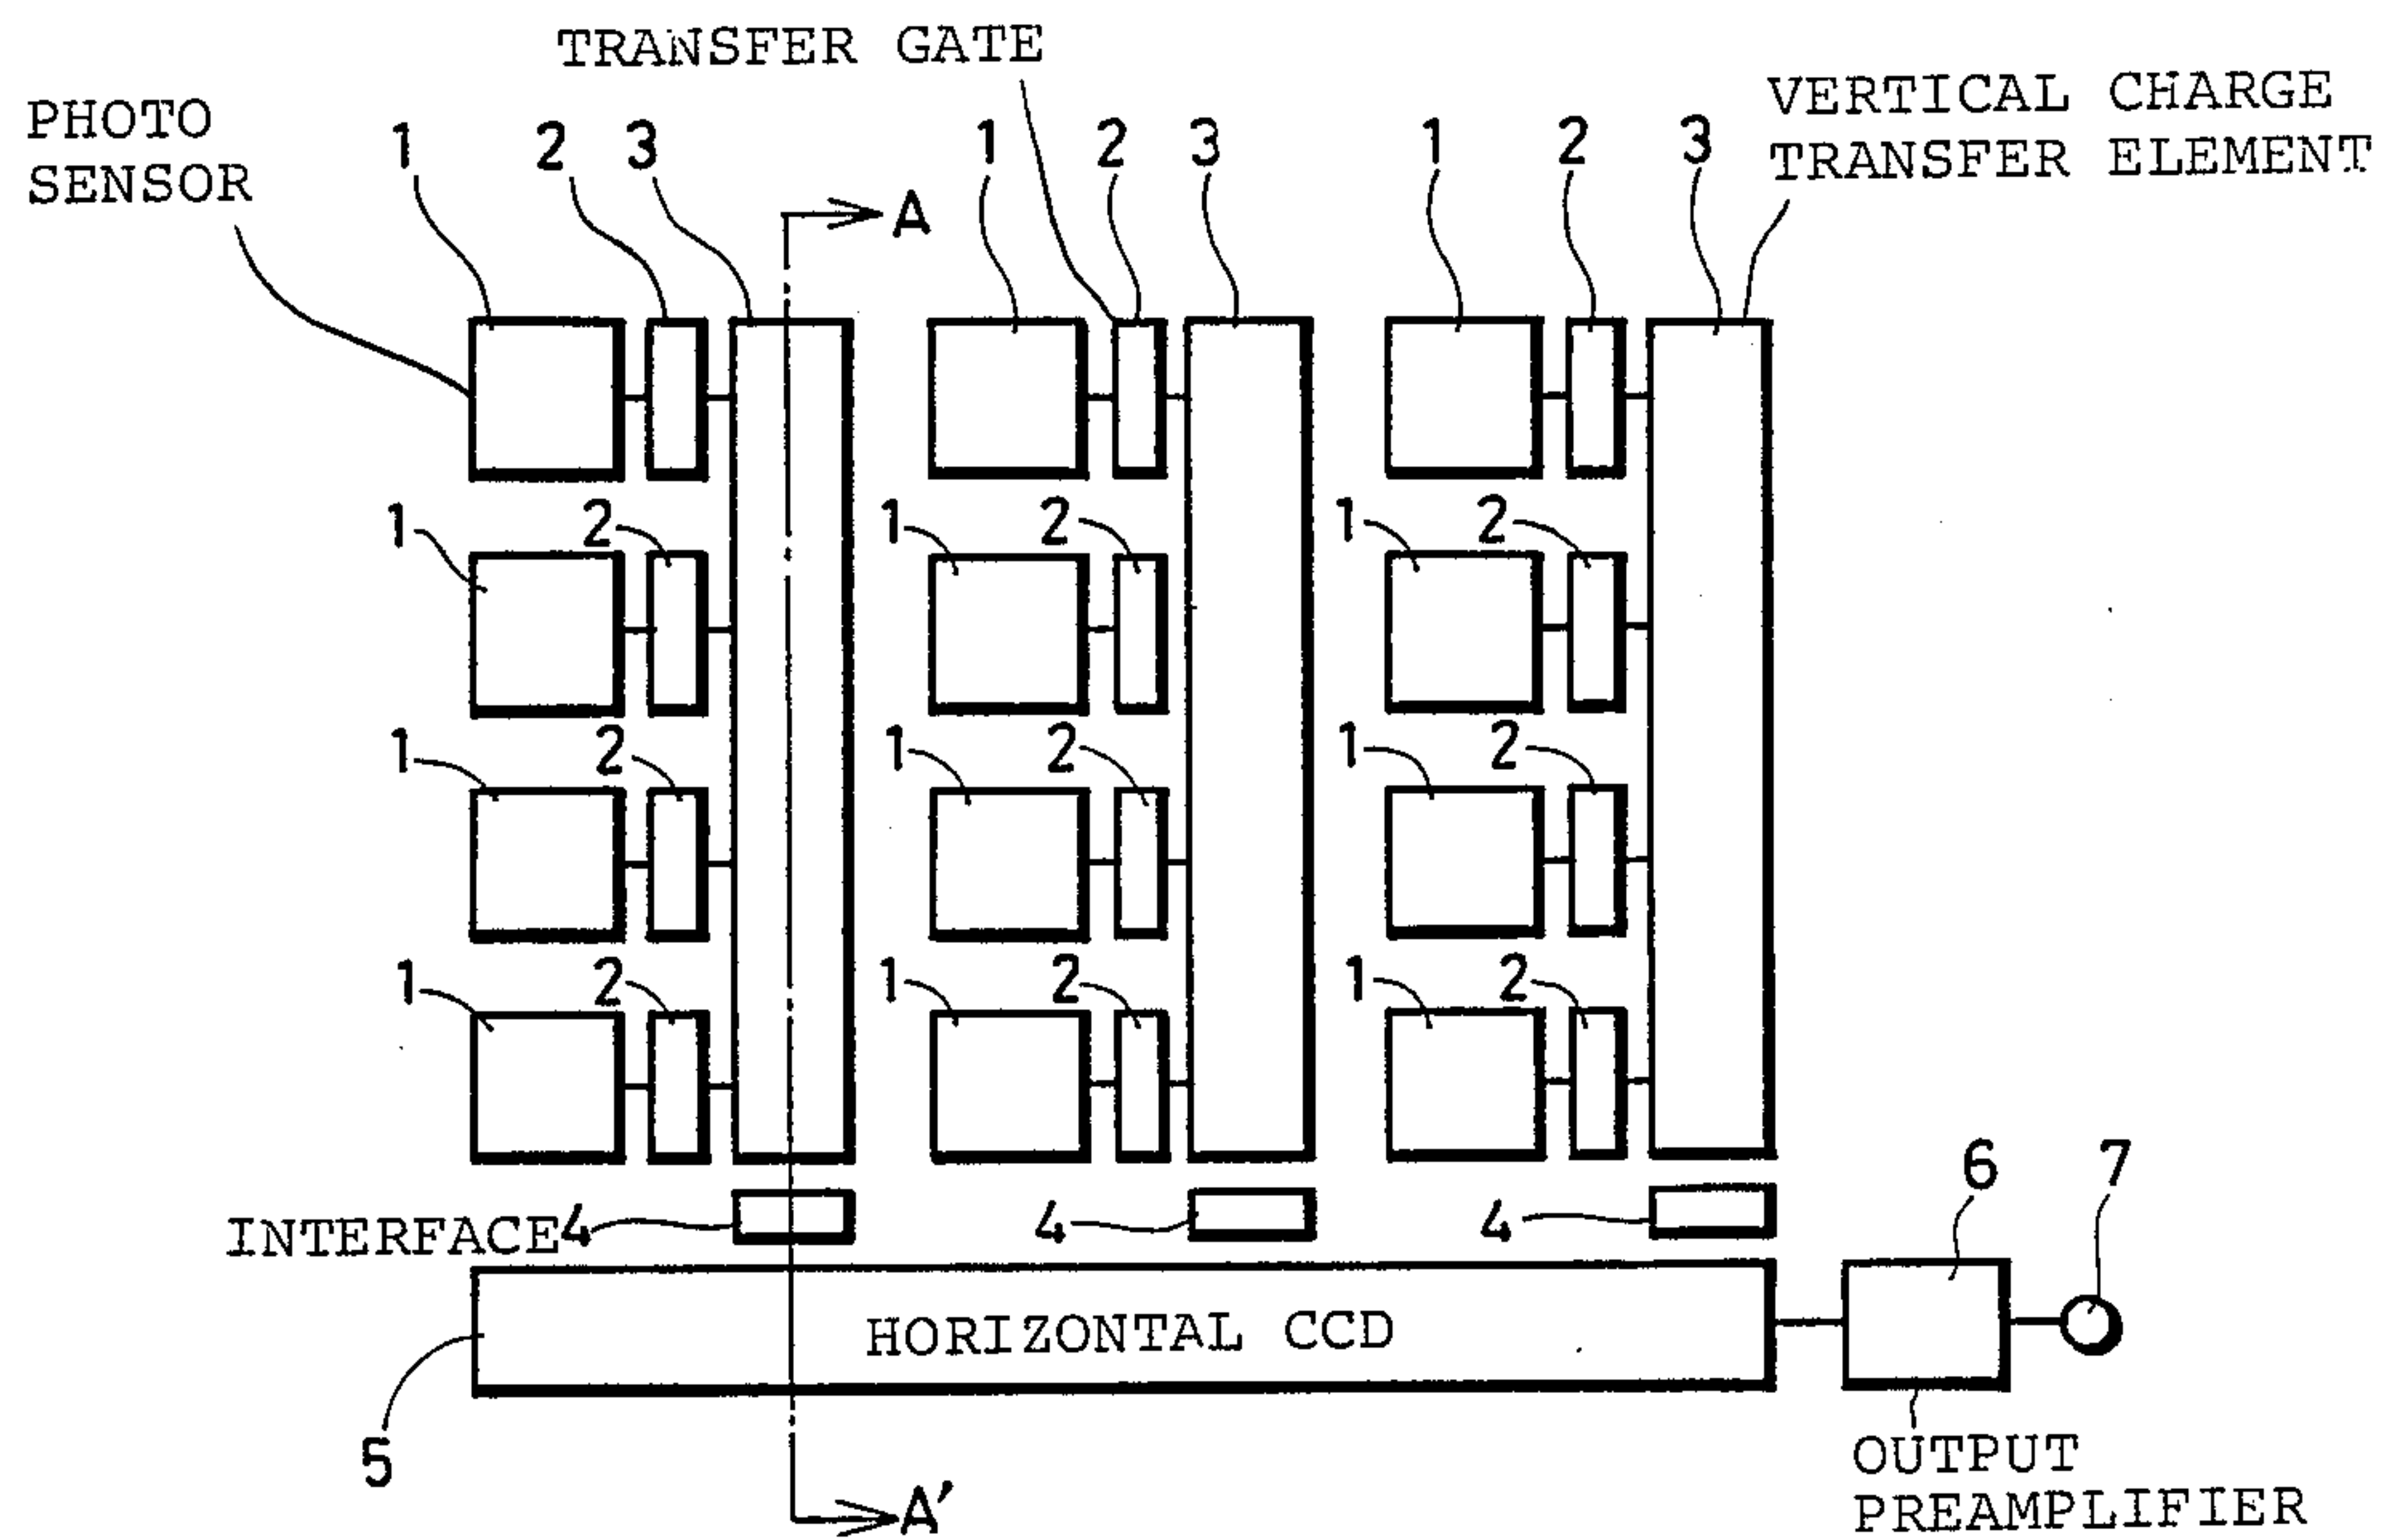 TRANSFER GATE
PHOTO
SENSOR
VERTICAL CHARGE
TRANSFER ELEMENT
1 2 3 1 2 3 1 2 3
A
1 2 1 2 1 2
1 2 1 2 1 2
1 2 1 2 1 2
INTERFACE 4 4 4
6 7
HORIZONTAL CCD
5
A'
OUTPUT
PREAMPLIFIER